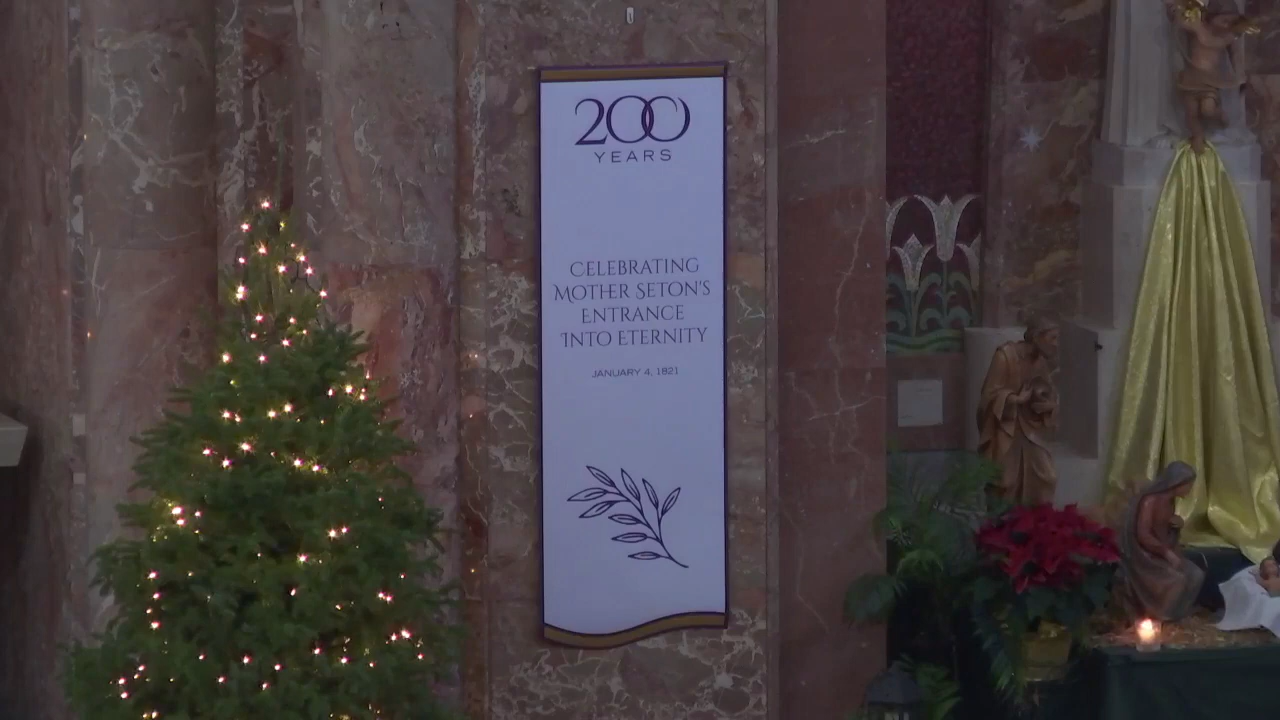 200
YEARS
CELEBRATING
MOTHER SETON'S
ENTRANCE
INTO ETERNITY
JANUARY 4, 1821